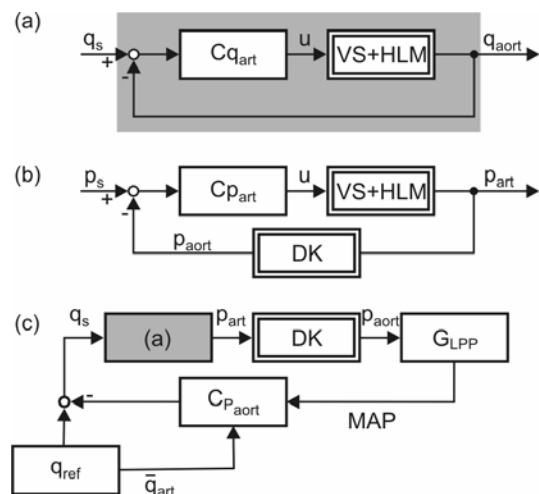 (a)
q_s + - Cq_art u VS+HLM q_aort
(b)
p_s + - Cp_art u VS+HLM p_art
p_aort DK
(c)
q_s (a) p_art DK p_aort G_LPP
- C_P_aort MAP
q_ref q̄_art